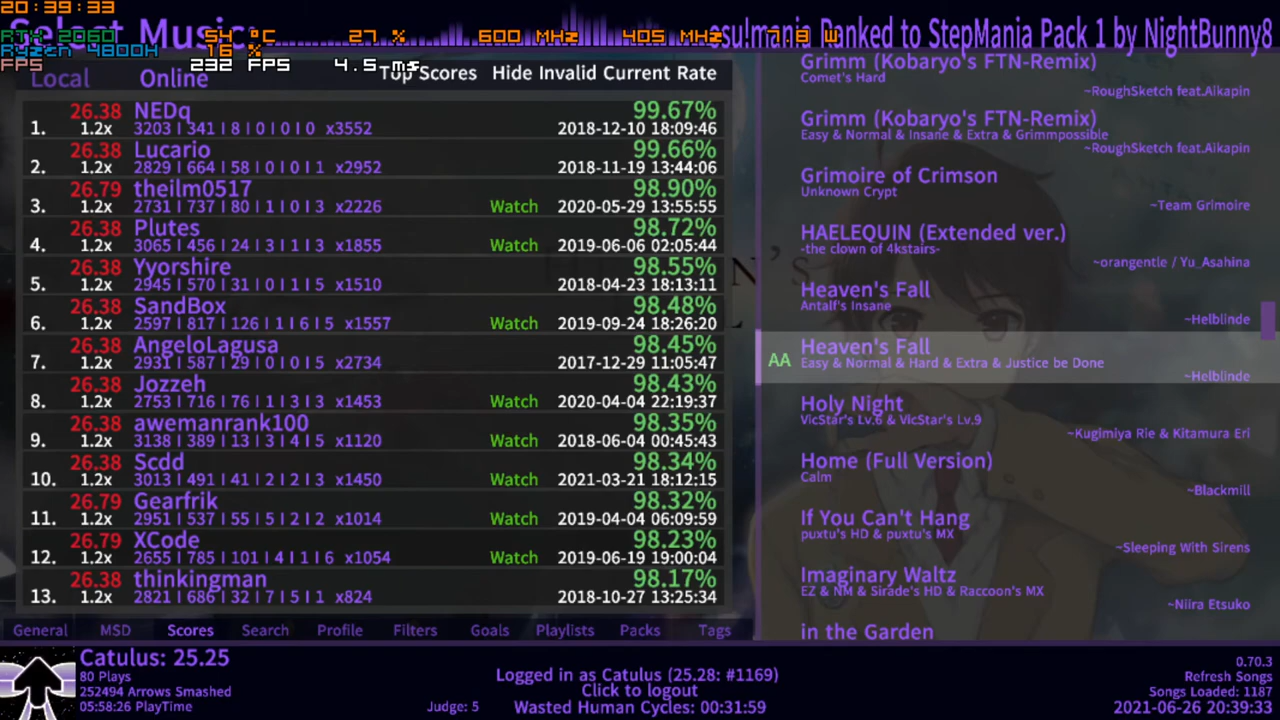 20:39:33
Select Music:
osu!mania Ranked to StepMania Pack 1 by NightBunny8
RTX 2060 54 °C 27 % 600 MHz 405 MHz 7.8 W
Ryzen 4800H 16 %
FPS 232 FPS 4.5 ms
Local Online Top Scores Hide Invalid Current Rate
26.38 NEDq 99.67%
1. 1.2x 3203 | 341 | 8 | 0 | 0 | 0 x3552 2018-12-10 18:09:46
26.38 Lucario 99.66%
2. 1.2x 2829 | 664 | 58 | 0 | 0 | 1 x2952 2018-11-19 13:44:06
26.79 theilm0517 98.90%
3. 1.2x 2731 | 737 | 80 | 1 | 0 | 3 x2226 Watch 2020-05-29 13:55:55
26.38 Plutes 98.72%
4. 1.2x 3065 | 456 | 24 | 3 | 1 | 3 x1855 Watch 2019-06-06 02:05:44
26.38 Yyorshire 98.55%
5. 1.2x 2945 | 570 | 31 | 0 | 1 | 5 x1510 2018-04-23 18:13:11
26.38 SandBox 98.48%
6. 1.2x 2597 | 817 | 126 | 1 | 6 | 5 x1557 Watch 2019-09-24 18:26:20
26.38 AngeloLagusa 98.45%
7. 1.2x 2931 | 587 | 29 | 0 | 0 | 5 x2734 2017-12-29 11:05:47
26.38 Jozzeh 98.43%
8. 1.2x 2753 | 716 | 76 | 1 | 3 | 3 x1453 Watch 2020-04-04 22:19:37
26.38 awemanrank100 98.35%
9. 1.2x 3138 | 389 | 13 | 3 | 4 | 5 x1120 Watch 2018-06-04 00:45:43
26.38 Scdd 98.34%
10. 1.2x 3013 | 491 | 41 | 2 | 2 | 3 x1450 Watch 2021-03-21 18:12:15
26.79 Gearfrik 98.32%
11. 1.2x 2951 | 537 | 55 | 5 | 2 | 2 x1014 Watch 2019-04-04 06:09:59
26.79 XCode 98.23%
12. 1.2x 2655 | 785 | 101 | 4 | 1 | 6 x1054 Watch 2019-06-19 19:00:04
26.38 thinkingman 98.17%
13. 1.2x 2821 | 686 | 32 | 7 | 5 | 1 x824 2018-10-27 13:25:34
General MSD Scores Search Profile Filters Goals Playlists Packs Tags
Grimm (Kobaryo's FTN-Remix)
Comet's Hard
~RoughSketch feat.Aikapin
Grimm (Kobaryo's FTN-Remix)
Easy & Normal & Insane & Extra & Grimmpossible
~RoughSketch feat.Aikapin
Grimoire of Crimson
Unknown Crypt
~Team Grimoire
HAELEQUIN (Extended ver.)
-the clown of 4kstairs-
~orangentle / Yu_Asahina
Heaven's Fall
Antalf's Insane
~Helblinde
AA Heaven's Fall
Easy & Normal & Hard & Extra & Justice be Done
~Helblinde
Holy Night
VicStar's Lv.6 & VicStar's Lv.9
~Kugimiya Rie & Kitamura Eri
Home (Full Version)
Calm
~Blackmill
If You Can't Hang
puxtu's HD & puxtu's MX
~Sleeping With Sirens
Imaginary Waltz
EZ & NM & Sirade's HD & Raccoon's MX
~Niira Etsuko
in the Garden
Catulus: 25.25
80 Plays
252494 Arrows Smashed
05:58:26 PlayTime
Judge: 5
Logged in as Catulus (25.28: #1169)
Click to logout
Wasted Human Cycles: 00:31:59
0.70.3
Refresh Songs
Songs Loaded: 1187
2021-06-26 20:39:33